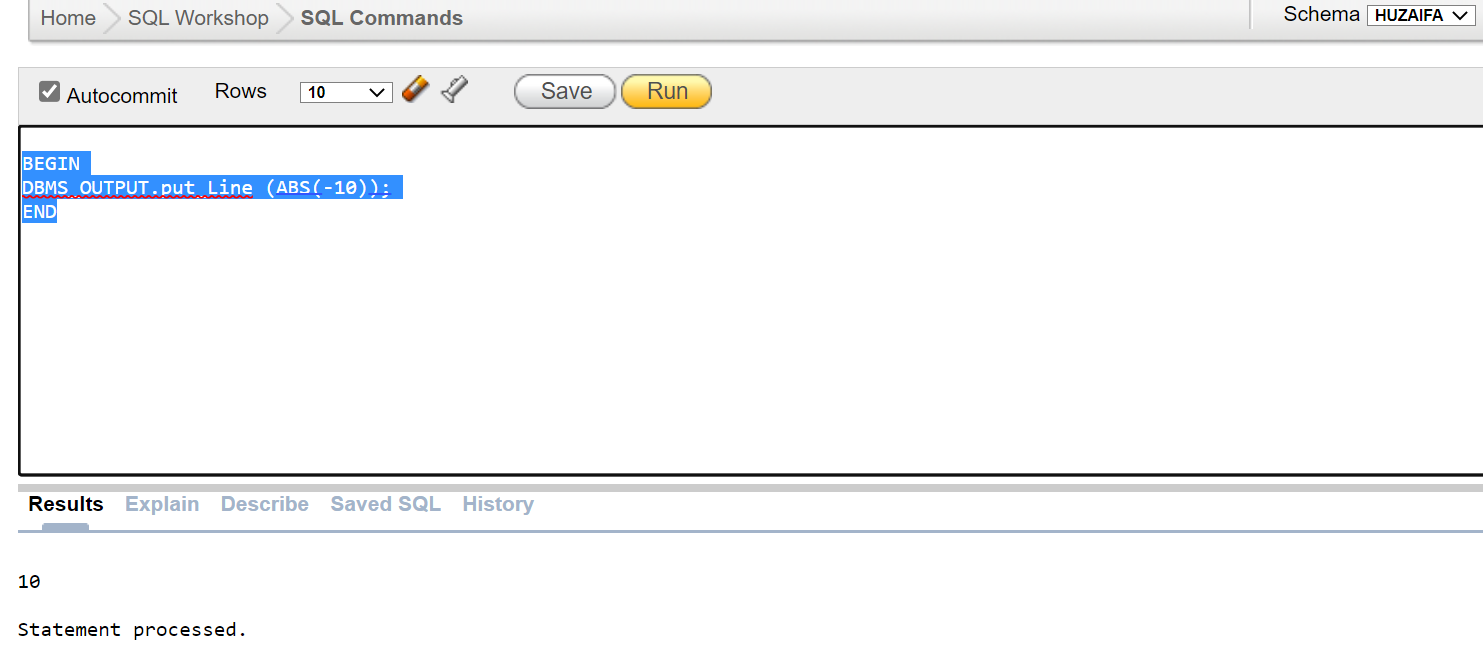 Home SQL Workshop SQL Commands Schema HUZAIFA
Autocommit Rows 10 Save Run
BEGIN
DBMS_OUTPUT.put_Line (ABS(-10));
END
Results Explain Describe Saved SQL History
10
Statement processed.